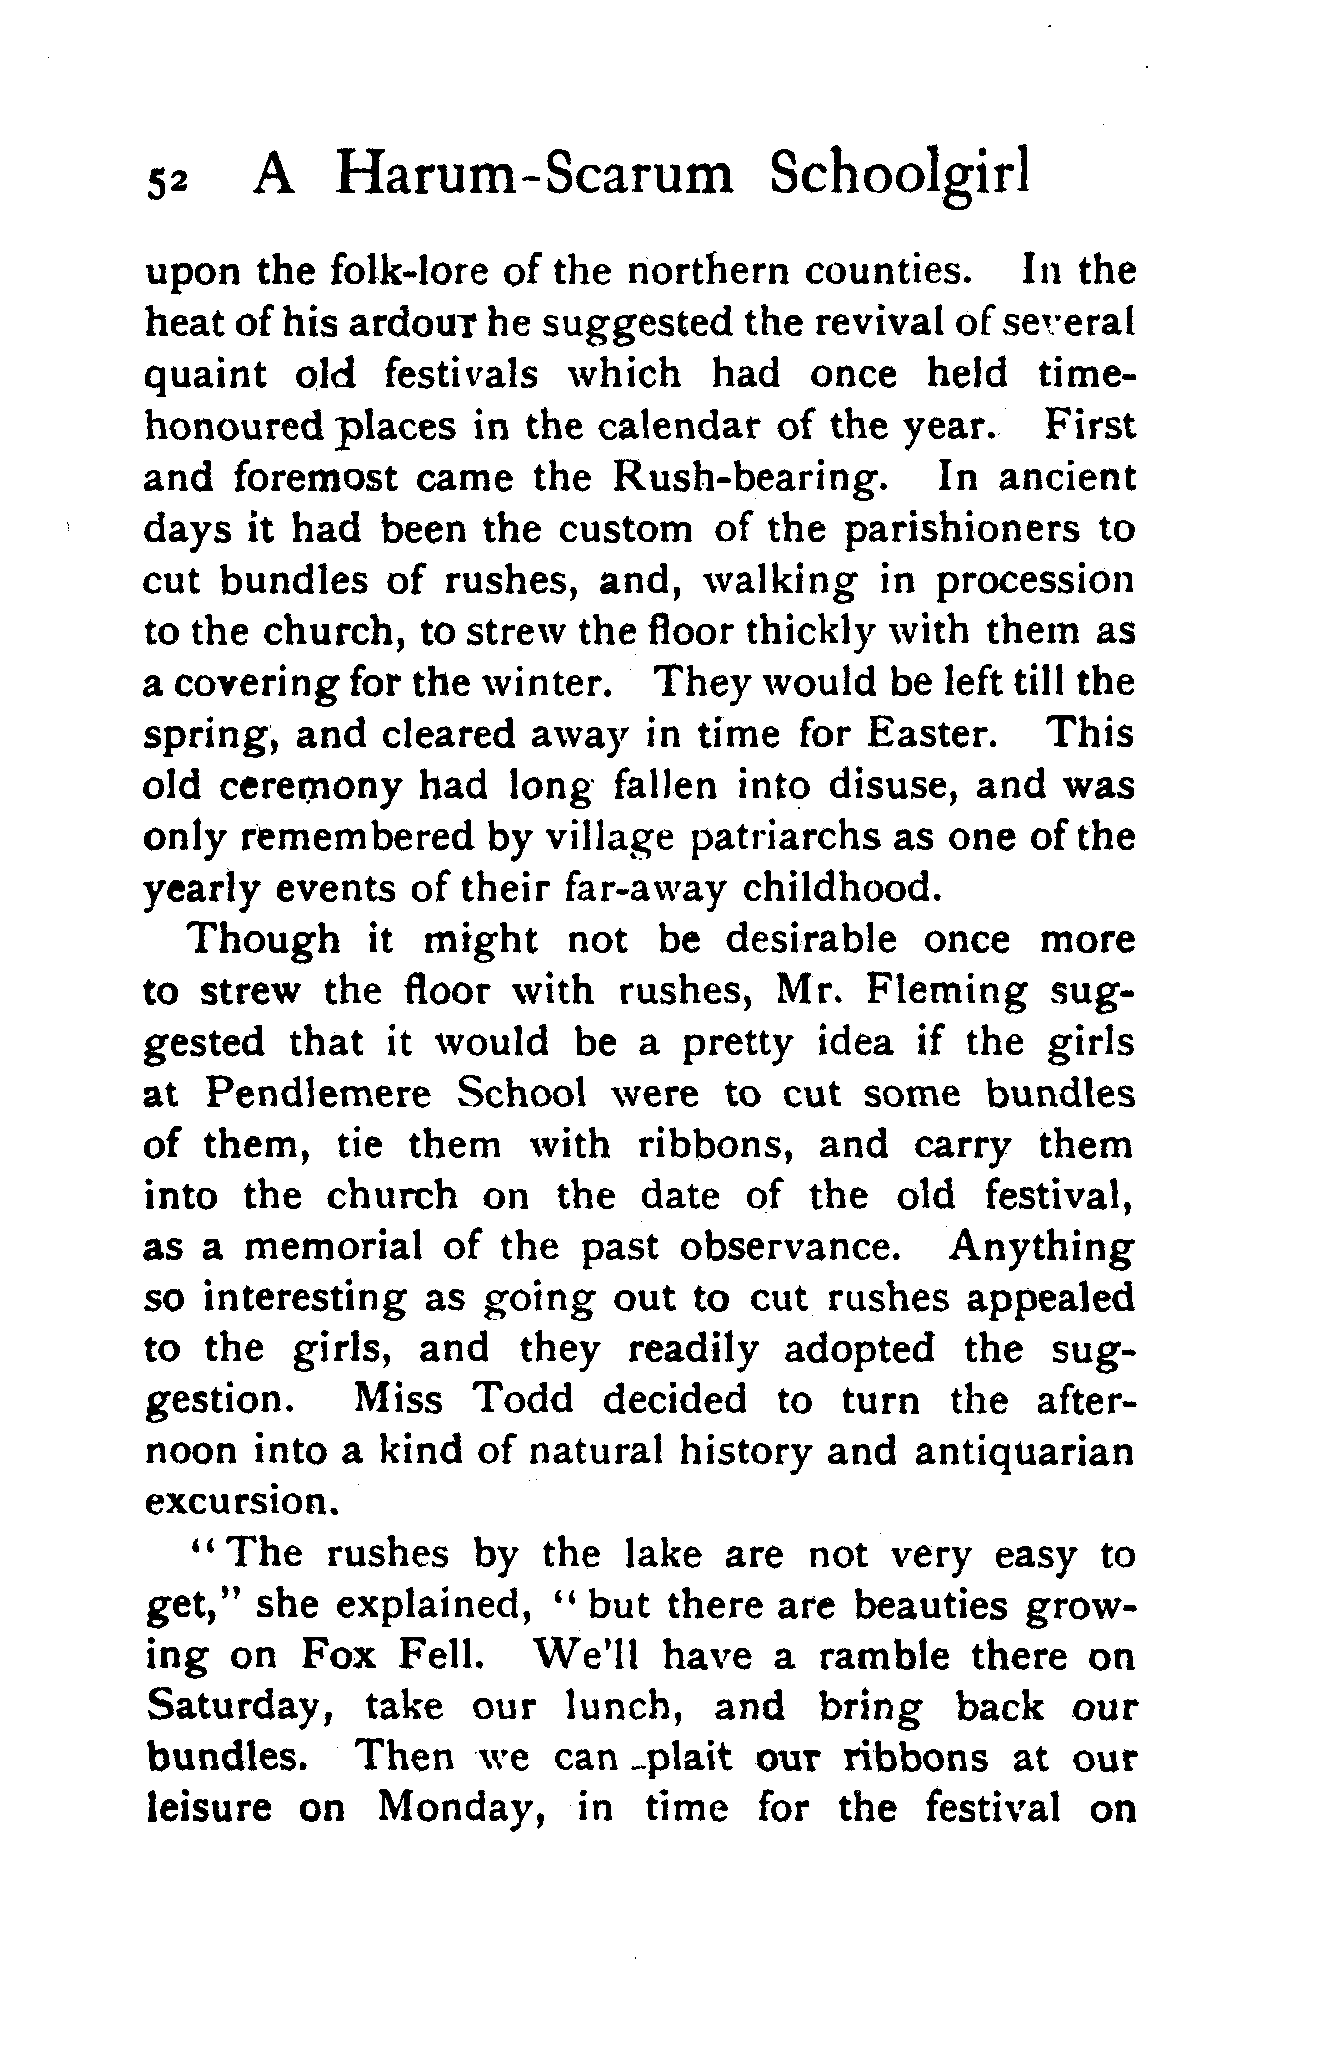 52 A Harum-Scarum Schoolgirl
upon the folk-lore of the northern counties. In the
heat of his ardour he suggested the revival of several
quaint old festivals which had once held time-
honoured places in the calendar of the year. First
and foremost came the Rush-bearing. In ancient
days it had been the custom of the parishioners to
cut bundles of rushes, and, walking in procession
to the church, to strew the floor thickly with them as
a covering for the winter. They would be left till the
spring, and cleared away in time for Easter. This
old ceremony had long fallen into disuse, and was
only remembered by village patriarchs as one of the
yearly events of their far-away childhood.
Though it might not be desirable once more
to strew the floor with rushes, Mr. Fleming sug-
gested that it would be a pretty idea if the girls
at Pendlemere School were to cut some bundles
of them, tie them with ribbons, and carry them
into the church on the date of the old festival,
as a memorial of the past observance. Anything
so interesting as going out to cut rushes appealed
to the girls, and they readily adopted the sug-
gestion. Miss Todd decided to turn the after-
noon into a kind of natural history and antiquarian
excursion.
"The rushes by the lake are not very easy to
get," she explained, "but there are beauties grow-
ing on Fox Fell. We'll have a ramble there on
Saturday, take our lunch, and bring back our
bundles. Then we can plait our ribbons at our
leisure on Monday, in time for the festival on